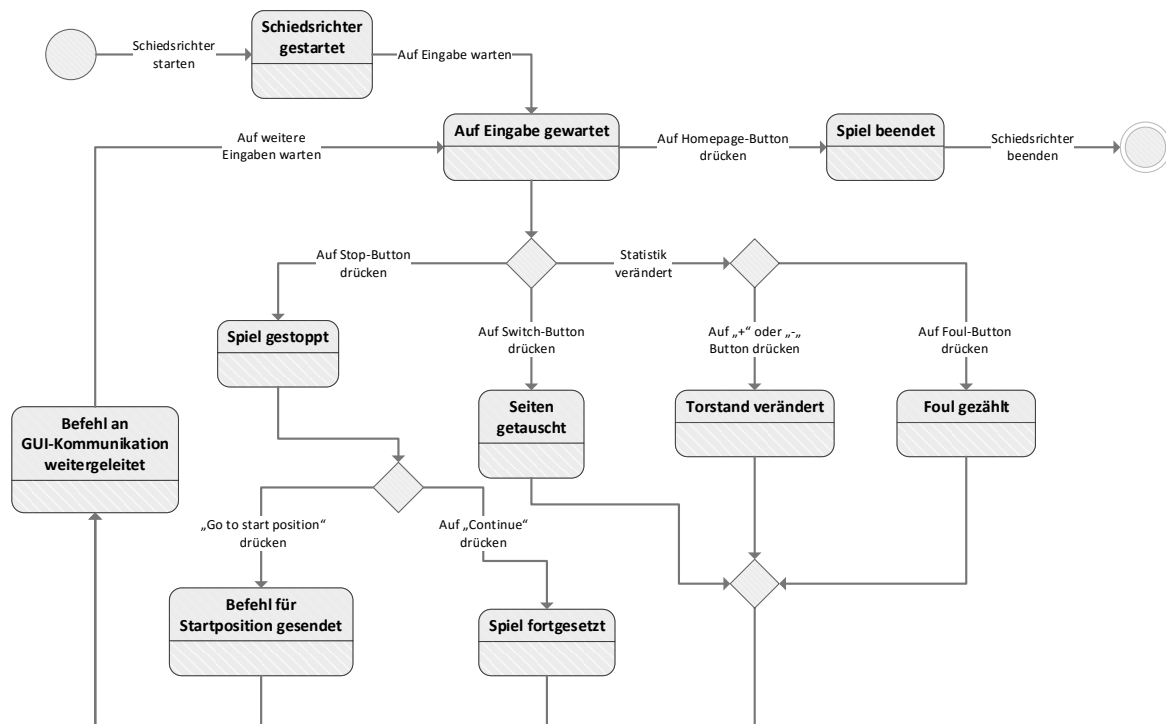 Schiedsrichter
starten
Schiedsrichter
gestartet
Auf Eingabe warten
Auf weitere
Eingaben warten
Auf Eingabe gewartet
Auf Homepage-Button
drücken
Spiel beendet
Schiedsrichter
beenden
Auf Stop-Button
drücken
Statistik
verändert
Spiel gestoppt
Auf Switch-Button
drücken
Auf „+“ oder „-„
Button drücken
Auf Foul-Button
drücken
Befehl an
GUI-Kommunikation
weitergeleitet
Seiten
getauscht
Torstand verändert
Foul gezählt
„Go to start position“
drücken
Auf „Continue“
drücken
Befehl für
Startposition gesendet
Spiel fortgesetzt